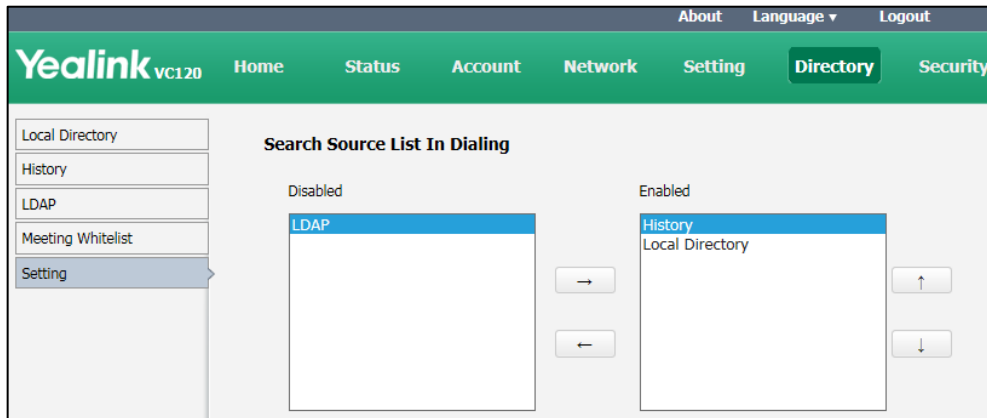 About Language ▾ Logout
Yealink VC120 Home Status Account Network Setting Directory Security
Local Directory
History
LDAP
Meeting Whitelist
Setting
Search Source List In Dialing
Disabled Enabled
LDAP
History
Local Directory
→
←
↑
↓